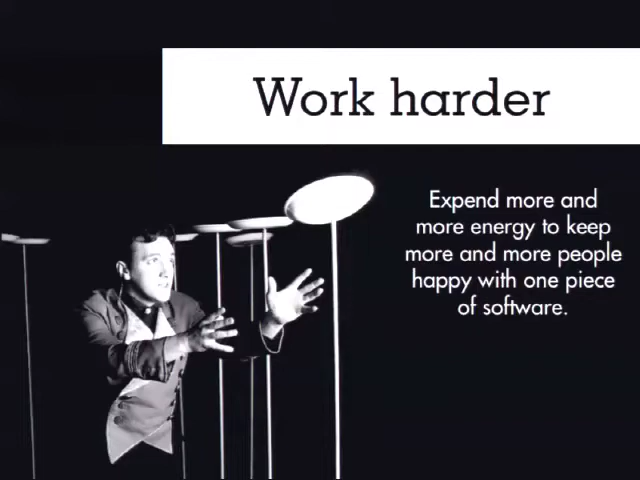 Work harder
Expend more and
more energy to keep
more and more people
happy with one piece
of software.